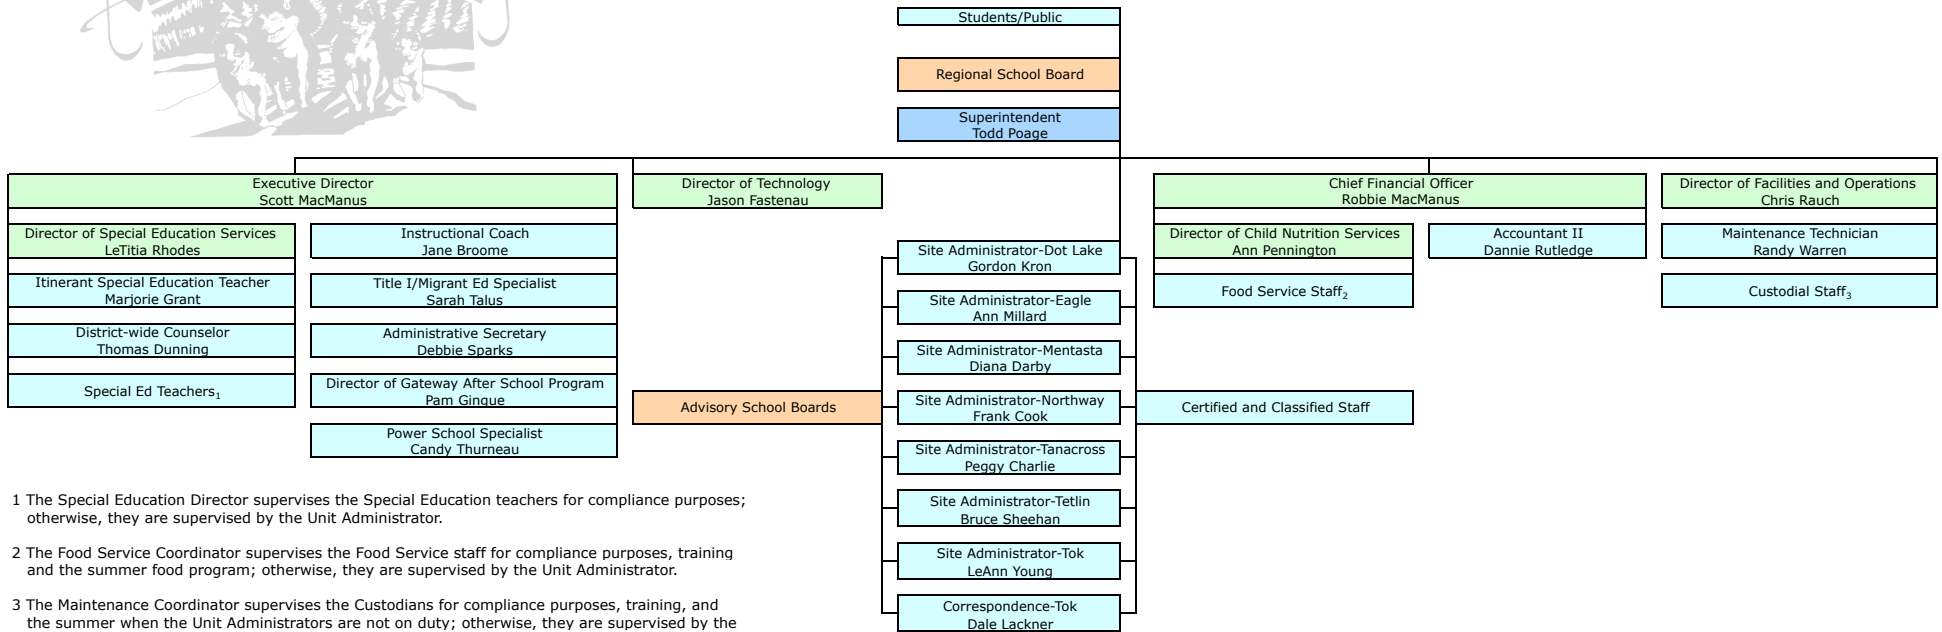 Students/Public
Regional School Board
Superintendent
Todd Poage
Executive Director
Scott MacManus
Director of Technology
Jason Fastenau
Chief Financial Officer
Robbie MacManus
Director of Facilities and Operations
Chris Rauch
Director of Special Education Services
LeTitia Rhodes
Itinerant Special Education Teacher
Marjorie Grant
District-wide Counselor
Thomas Dunning
Special Ed Teachers1
Instructional Coach
Jane Broome
Title I/Migrant Ed Specialist
Sarah Talus
Administrative Secretary
Debbie Sparks
Director of Gateway After School Program
Pam Gingue
Power School Specialist
Candy Thurneau
Advisory School Boards
Site Administrator-Dot Lake
Gordon Kron
Site Administrator-Eagle
Ann Millard
Site Administrator-Mentasta
Diana Darby
Site Administrator-Northway
Frank Cook
Site Administrator-Tanacross
Peggy Charlie
Site Administrator-Tetlin
Bruce Sheehan
Site Administrator-Tok
LeAnn Young
Correspondence-Tok
Dale Lackner
Certified and Classified Staff
Director of Child Nutrition Services
Ann Pennington
Food Service Staff2
Accountant II
Dannie Rutledge
Maintenance Technician
Randy Warren
Custodial Staff3
1 The Special Education Director supervises the Special Education teachers for compliance purposes;
otherwise, they are supervised by the Unit Administrator.
2 The Food Service Coordinator supervises the Food Service staff for compliance purposes, training
and the summer food program; otherwise, they are supervised by the Unit Administrator.
3 The Maintenance Coordinator supervises the Custodians for compliance purposes, training, and
the summer when the Unit Administrators are not on duty; otherwise, they are supervised by the